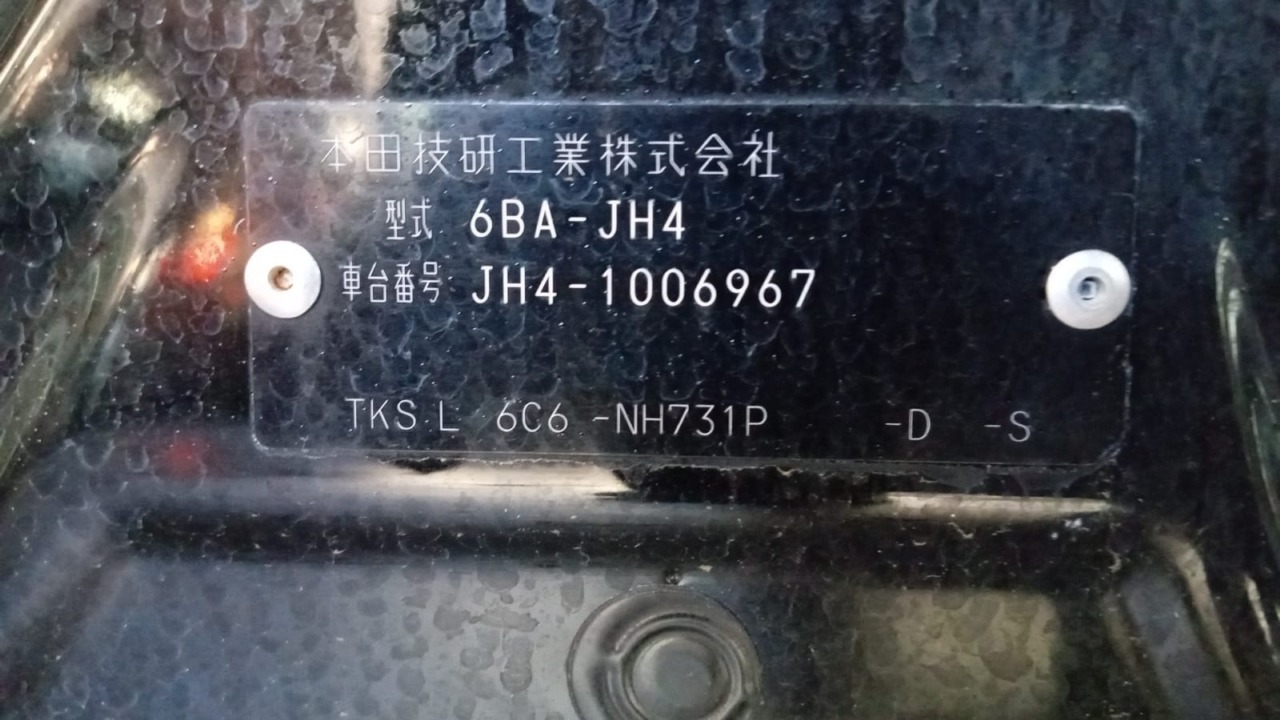 本田技研工業株式会社
型式 6BA-JH4
車台番号 JH4-1006967
TKS L 6C6 -NH731P -D -S